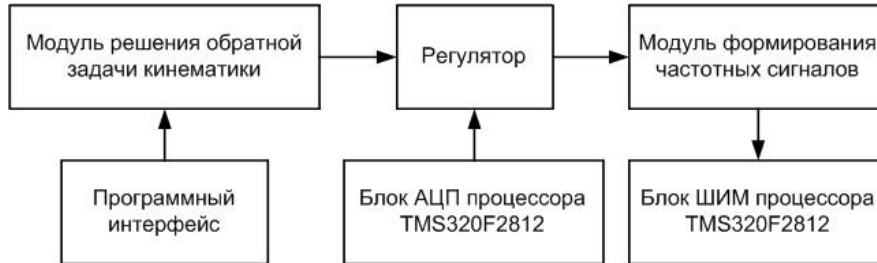 Модуль решения обратной
задачи кинематики
Регулятор
Модуль формирования
частотных сигналов
Программный
интерфейс
Блок АЦП процессора
TMS320F2812
Блок ШИМ процессора
TMS320F2812